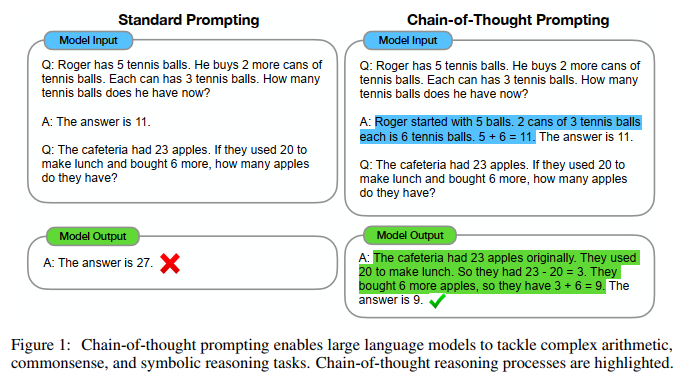 Standard Prompting
Model Input
Q: Roger has 5 tennis balls. He buys 2 more cans of
tennis balls. Each can has 3 tennis balls. How many
tennis balls does he have now?
A: The answer is 11.
Q: The cafeteria had 23 apples. If they used 20 to
make lunch and bought 6 more, how many apples
do they have?
Model Output
A: The answer is 27.
Chain-of-Thought Prompting
Model Input
Q: Roger has 5 tennis balls. He buys 2 more cans of
tennis balls. Each can has 3 tennis balls. How many
tennis balls does he have now?
A: Roger started with 5 balls. 2 cans of 3 tennis balls
each is 6 tennis balls. 5 + 6 = 11. The answer is 11.
Q: The cafeteria had 23 apples. If they used 20 to
make lunch and bought 6 more, how many apples
do they have?
Model Output
A: The cafeteria had 23 apples originally. They used
20 to make lunch. So they had 23 - 20 = 3. They
bought 6 more apples, so they have 3 + 6 = 9. The
answer is 9.
Figure 1: Chain-of-thought prompting enables large language models to tackle complex arithmetic,
commonsense, and symbolic reasoning tasks. Chain-of-thought reasoning processes are highlighted.